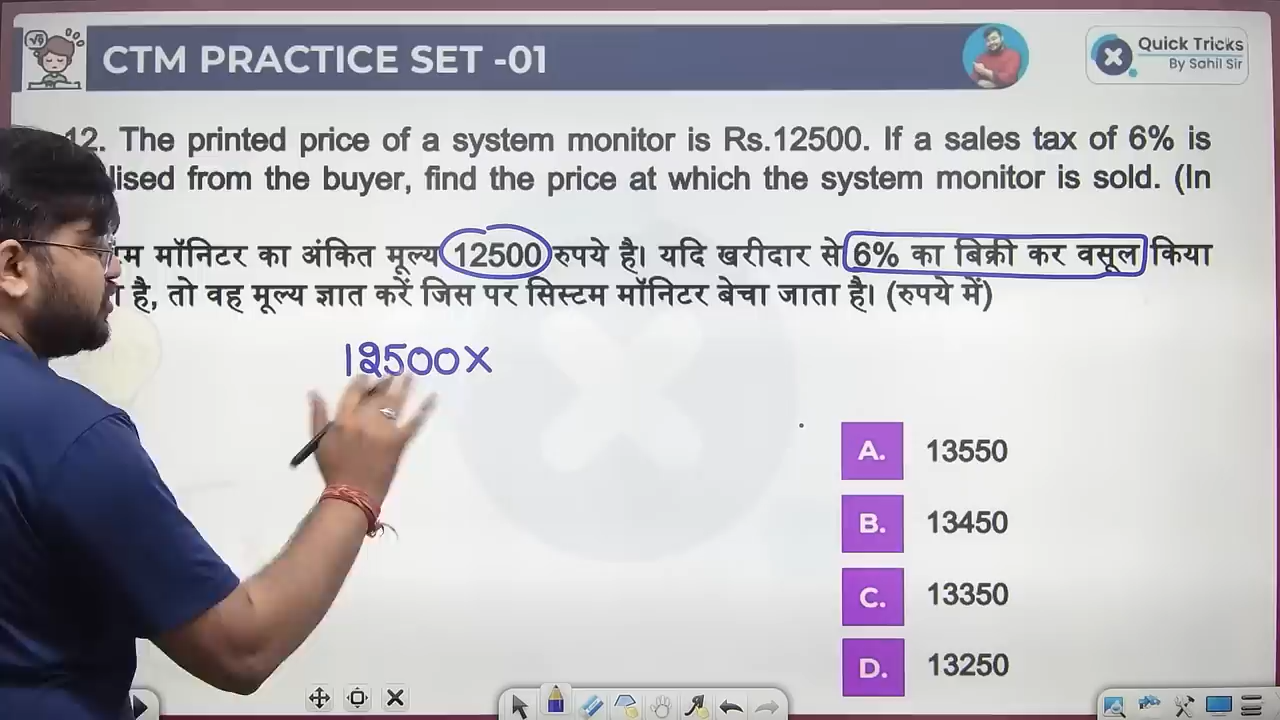 CTM PRACTICE SET -01
Quick Tricks
By Sahil Sir
12. The printed price of a system monitor is Rs.12500. If a sales tax of 6% is
from the buyer, find the price at which the system monitor is sold. (In
मॉनिटर का अंकित मूल्य 12500 रुपये है। यदि खरीदार से 6% का बिक्री कर वसूल किया
है, तो वह मूल्य ज्ञात करें जिस पर सिस्टम मॉनिटर बेचा जाता है। (रुपये में)
12500 X
A. 13550
B. 13450
C. 13350
D. 13250